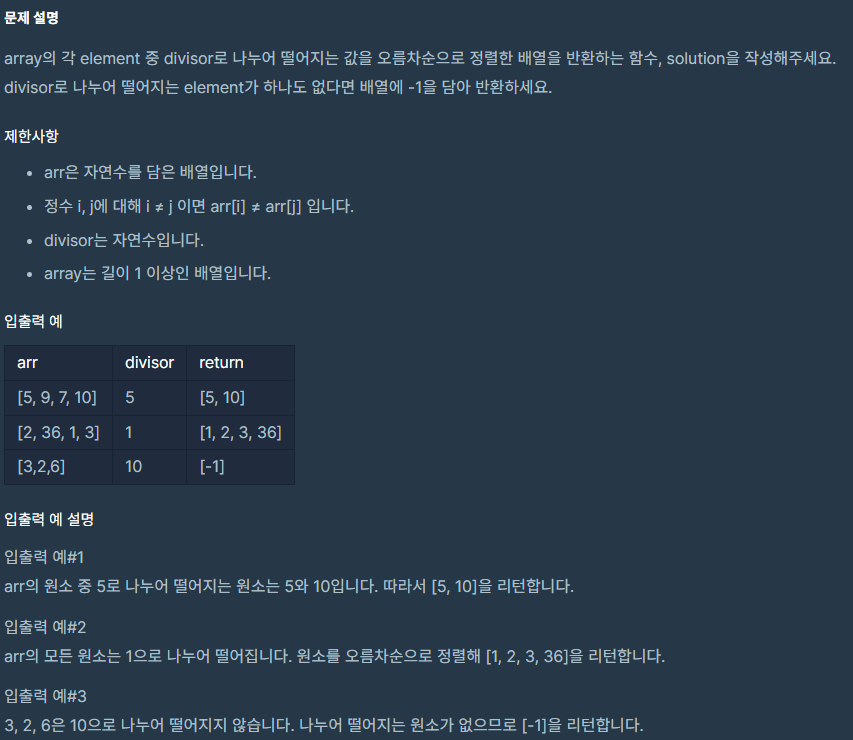 문제 설명
array의 각 element 중 divisor로 나누어 떨어지는 값을 오름차순으로 정렬한 배열을 반환하는 함수, solution을 작성해주세요.
divisor로 나누어 떨어지는 element가 하나도 없다면 배열에 -1을 담아 반환하세요.
제한사항
• arr은 자연수를 담은 배열입니다.
• 정수 i, j에 대해 i ≠ j 이면 arr[i] ≠ arr[j] 입니다.
• divisor는 자연수입니다.
• array는 길이 1 이상인 배열입니다.
입출력 예
arr divisor return
[5, 9, 7, 10] 5 [5, 10]
[2, 36, 1, 3] 1 [1, 2, 3, 36]
[3,2,6] 10 [-1]
입출력 예 설명
입출력 예#1
arr의 원소 중 5로 나누어 떨어지는 원소는 5와 10입니다. 따라서 [5, 10]을 리턴합니다.
입출력 예#2
arr의 모든 원소는 1으로 나누어 떨어집니다. 원소를 오름차순으로 정렬해 [1, 2, 3, 36]을 리턴합니다.
입출력 예#3
3, 2, 6은 10으로 나누어 떨어지지 않습니다. 나누어 떨어지는 원소가 없으므로 [-1]을 리턴합니다.